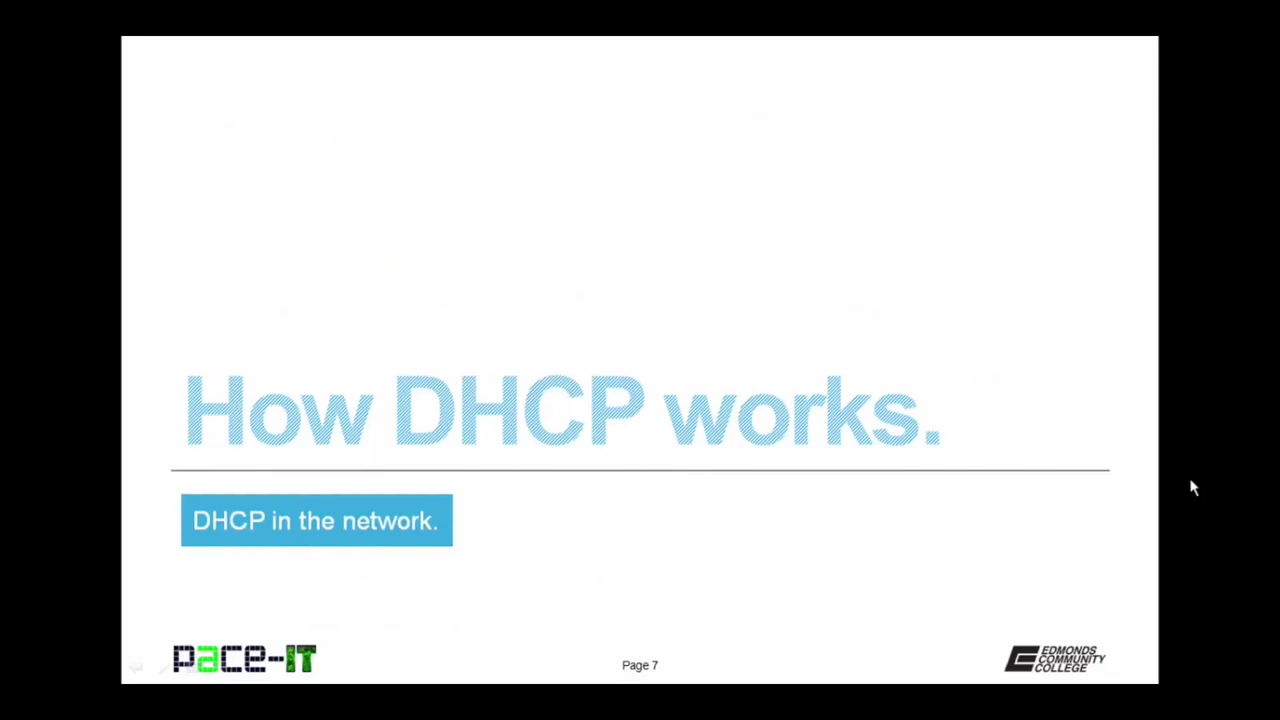 How DHCP works.
DHCP in the network.
pace-IT
Page 7
EDMONDS
COMMUNITY
COLLEGE